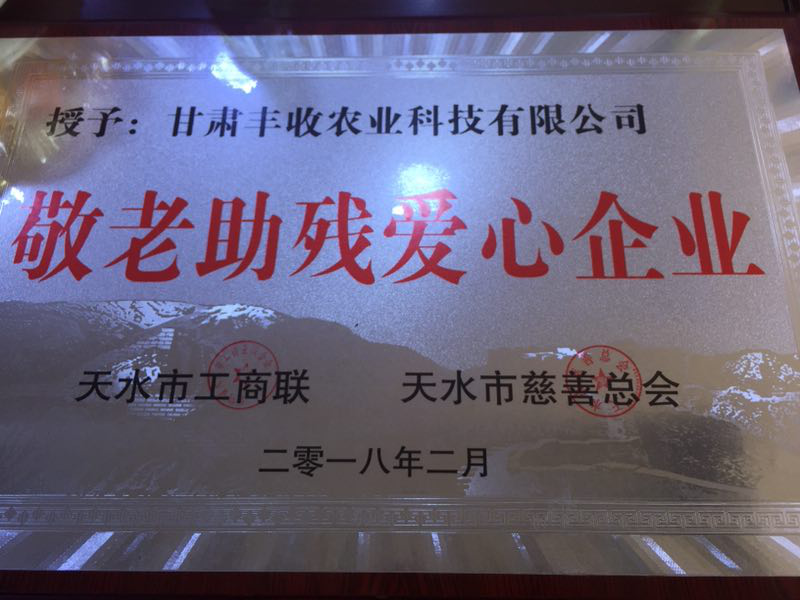 授予：甘肃丰收农业科技有限公司
敬老助残爱心企业
天水市工商联 天水市慈善总会
二零一八年二月